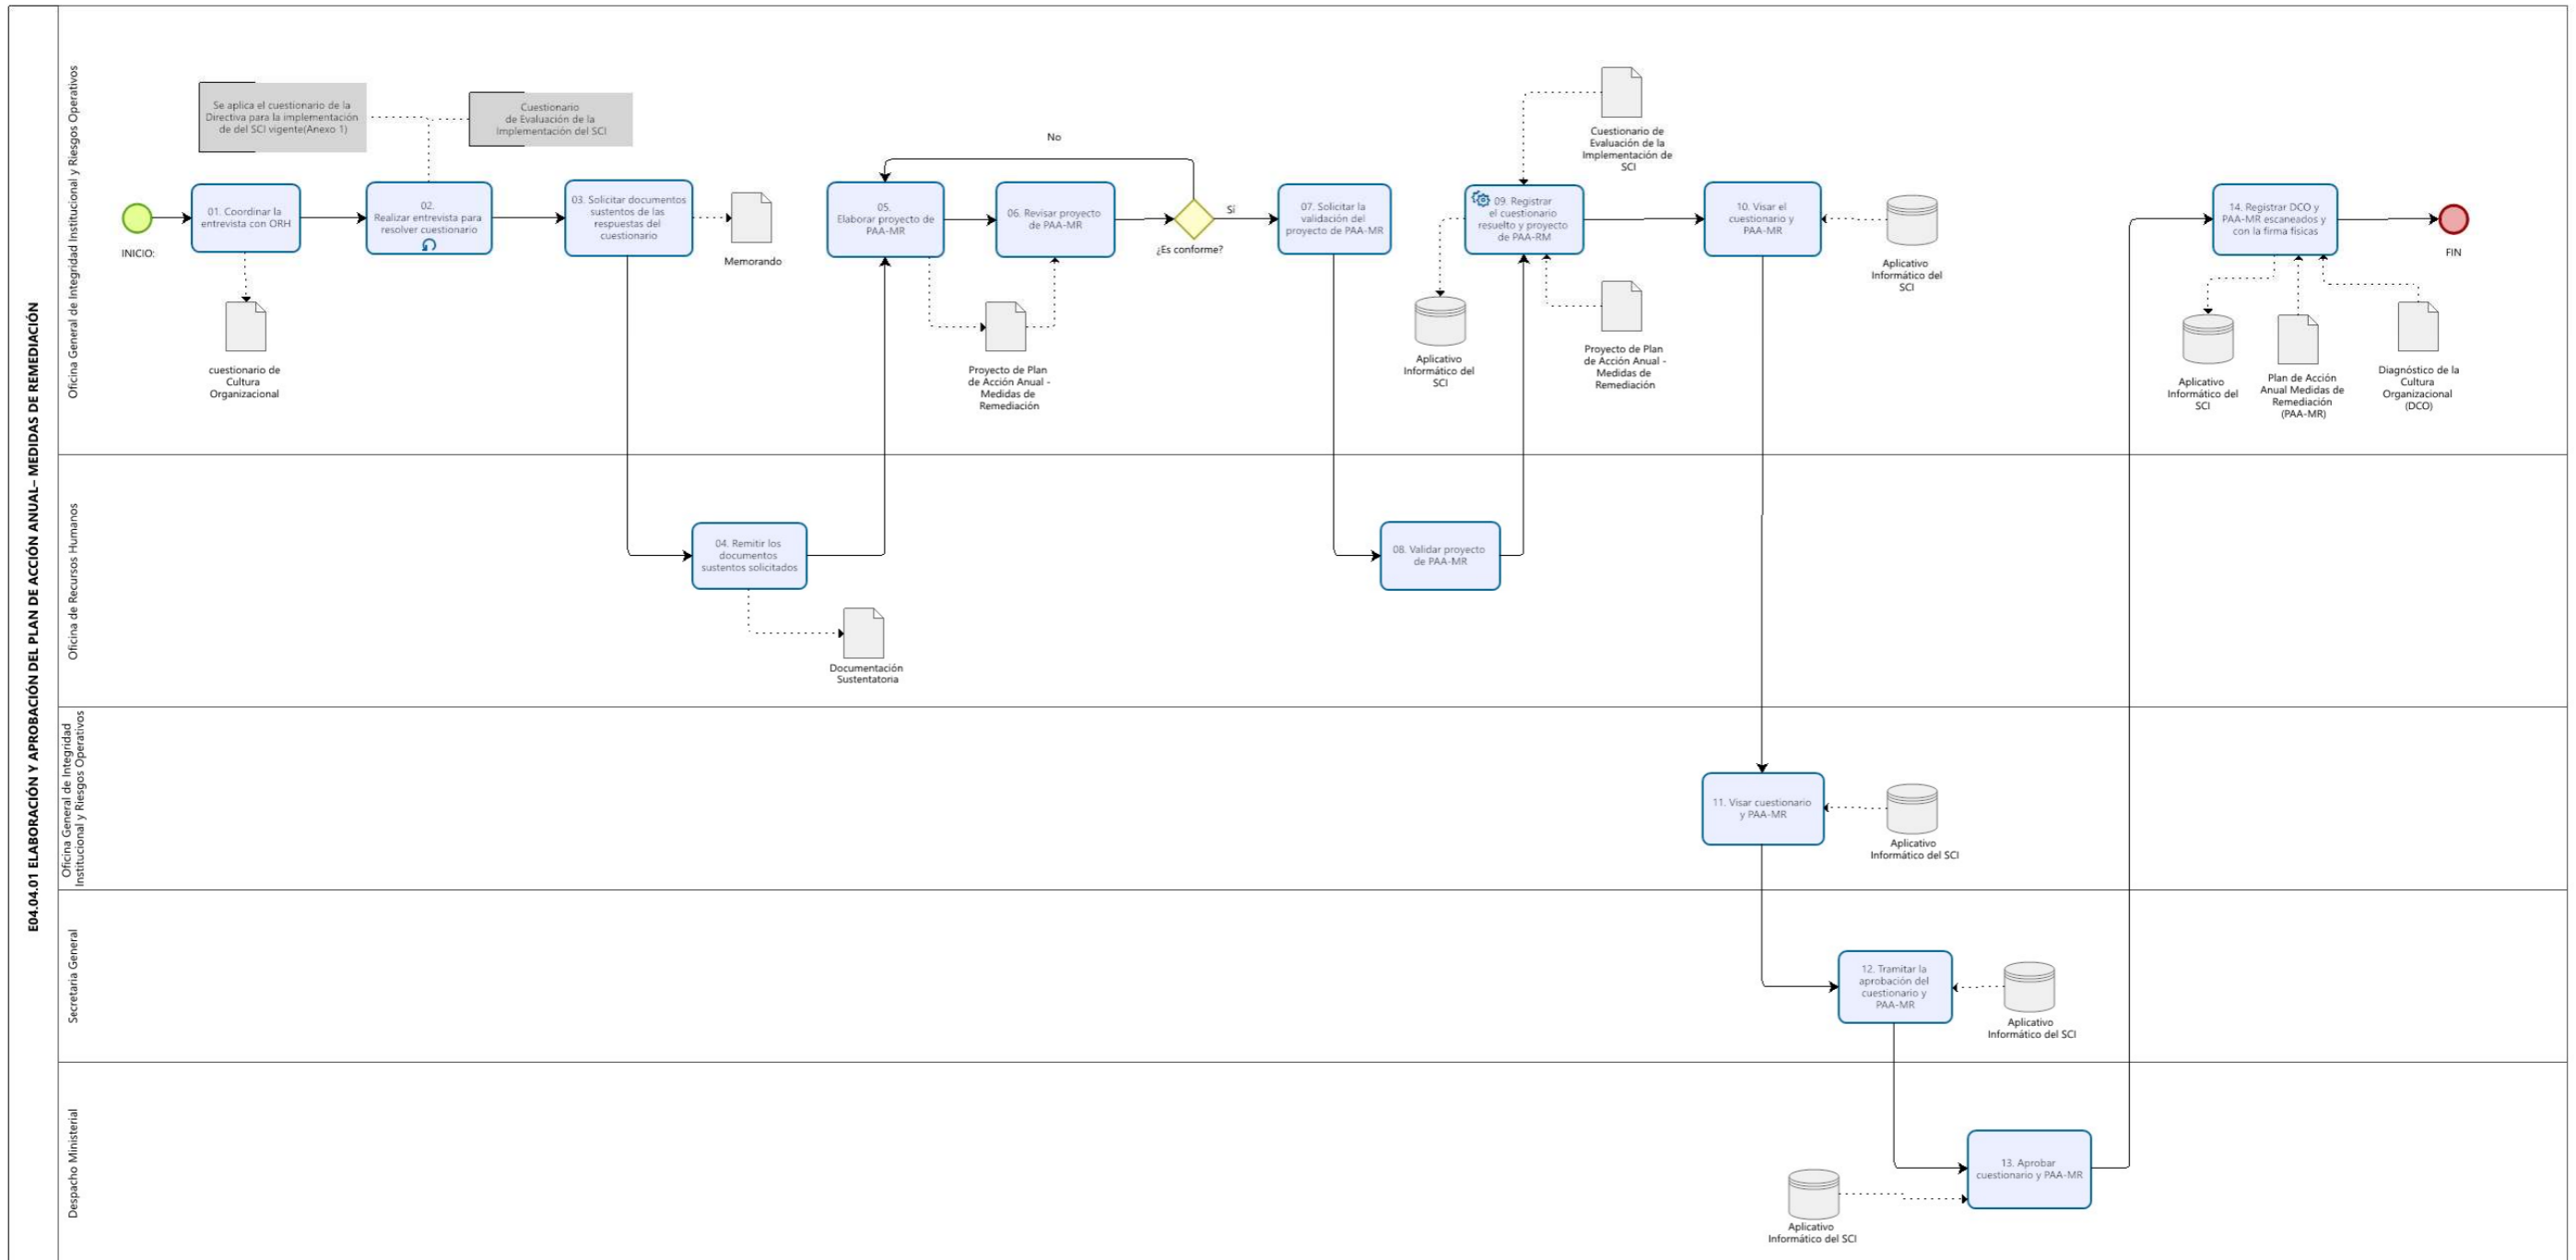 E04.04.01 ELABORACIÓN Y APROBACIÓN DEL PLAN DE ACCIÓN ANUAL– MEDIDAS DE REMEDIACIÓN
Oficina General de Integridad Institucional y Riesgos Operativos
Se aplica el cuestionario de la
Directiva para la implementación
de del SCI vigente(Anexo 1)
Cuestionario
de Evaluación de la
Implementación del SCI
INICIO:
01. Coordinar la
entrevista con ORH
cuestionario de
Cultura
Organizacional
02.
Realizar entrevista para
resolver cuestionario
03. Solicitar documentos
sustentos de las
respuestas del
cuestionario
Memorando
05.
Elaborar proyecto de
PAA-MR
06. Revisar proyecto
de PAA-MR
Proyecto de Plan
de Acción Anual -
Medidas de
Remediación
No
¿Es conforme?
Sí
07. Solicitar la
validación del
proyecto de PAA-MR
09. Registrar
el cuestionario
resuelto y proyecto
de PAA-RM
Cuestionario de
Evaluación de la
Implementación de
SCI
Aplicativo
Informático del
SCI
Proyecto de Plan
de Acción Anual -
Medidas de
Remediación
10. Visar el
cuestionario y
PAA-MR
Aplicativo
Informático del
SCI
14. Registrar DCO y
PAA-MR escaneados y
con la firma físicas
FIN
Aplicativo
Informático del
SCI
Plan de Acción
Anual Medidas de
Remediación
(PAA-MR)
Diagnóstico de la
Cultura
Organizacional
(DCO)
Oficina de Recursos Humanos
04. Remitir los
documentos
sustentos solicitados
Documentación
Sustentatoria
08. Validar proyecto
de PAA-MR
Oficina General de Integridad
Institucional y Riesgos Operativos
11. Visar cuestionario
y PAA-MR
Aplicativo
Informático del SCI
Secretaria General
12. Tramitar la
aprobación del
cuestionario y
PAA-MR
Aplicativo
Informático del SCI
Despacho Ministerial
13. Aprobar
cuestionario y PAA-MR
Aplicativo
Informático del SCI